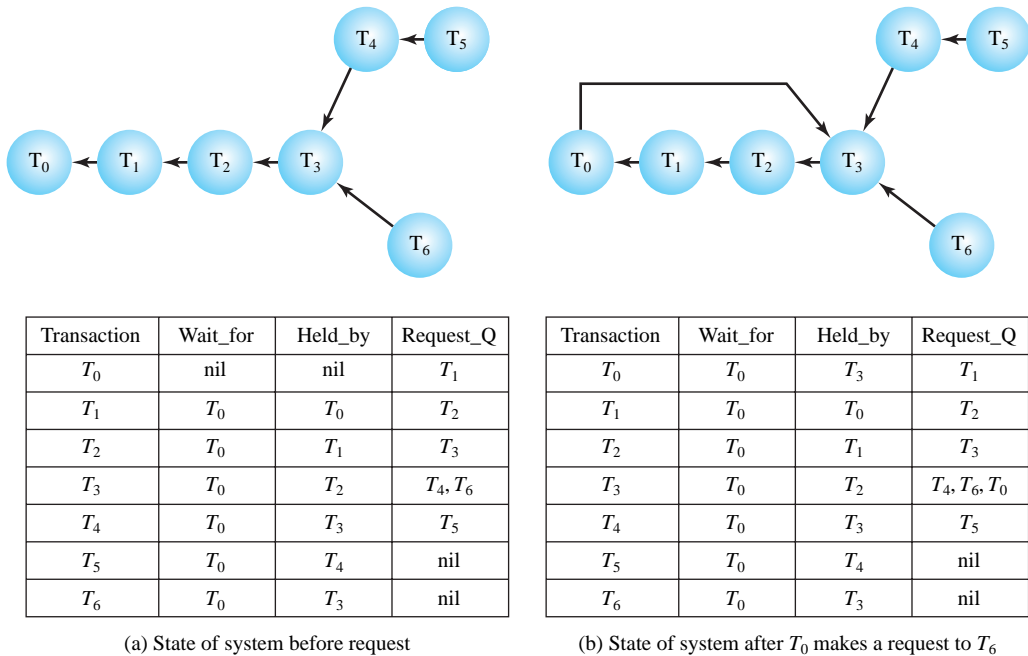 T4 T5
T0 T1 T2 T3
T6
Transaction Wait_for Held_by Request_Q
T0 nil nil T1
T1 T0 T0 T2
T2 T0 T1 T3
T3 T0 T2 T4, T6
T4 T0 T3 T5
T5 T0 T4 nil
T6 T0 T3 nil
(a) State of system before request
T4 T5
T0 T1 T2 T3
T6
Transaction Wait_for Held_by Request_Q
T0 T0 T3 T1
T1 T0 T0 T2
T2 T0 T1 T3
T3 T0 T2 T4, T6, T0
T4 T0 T3 T5
T5 T0 T4 nil
T6 T0 T3 nil
(b) State of system after T0 makes a request to T6